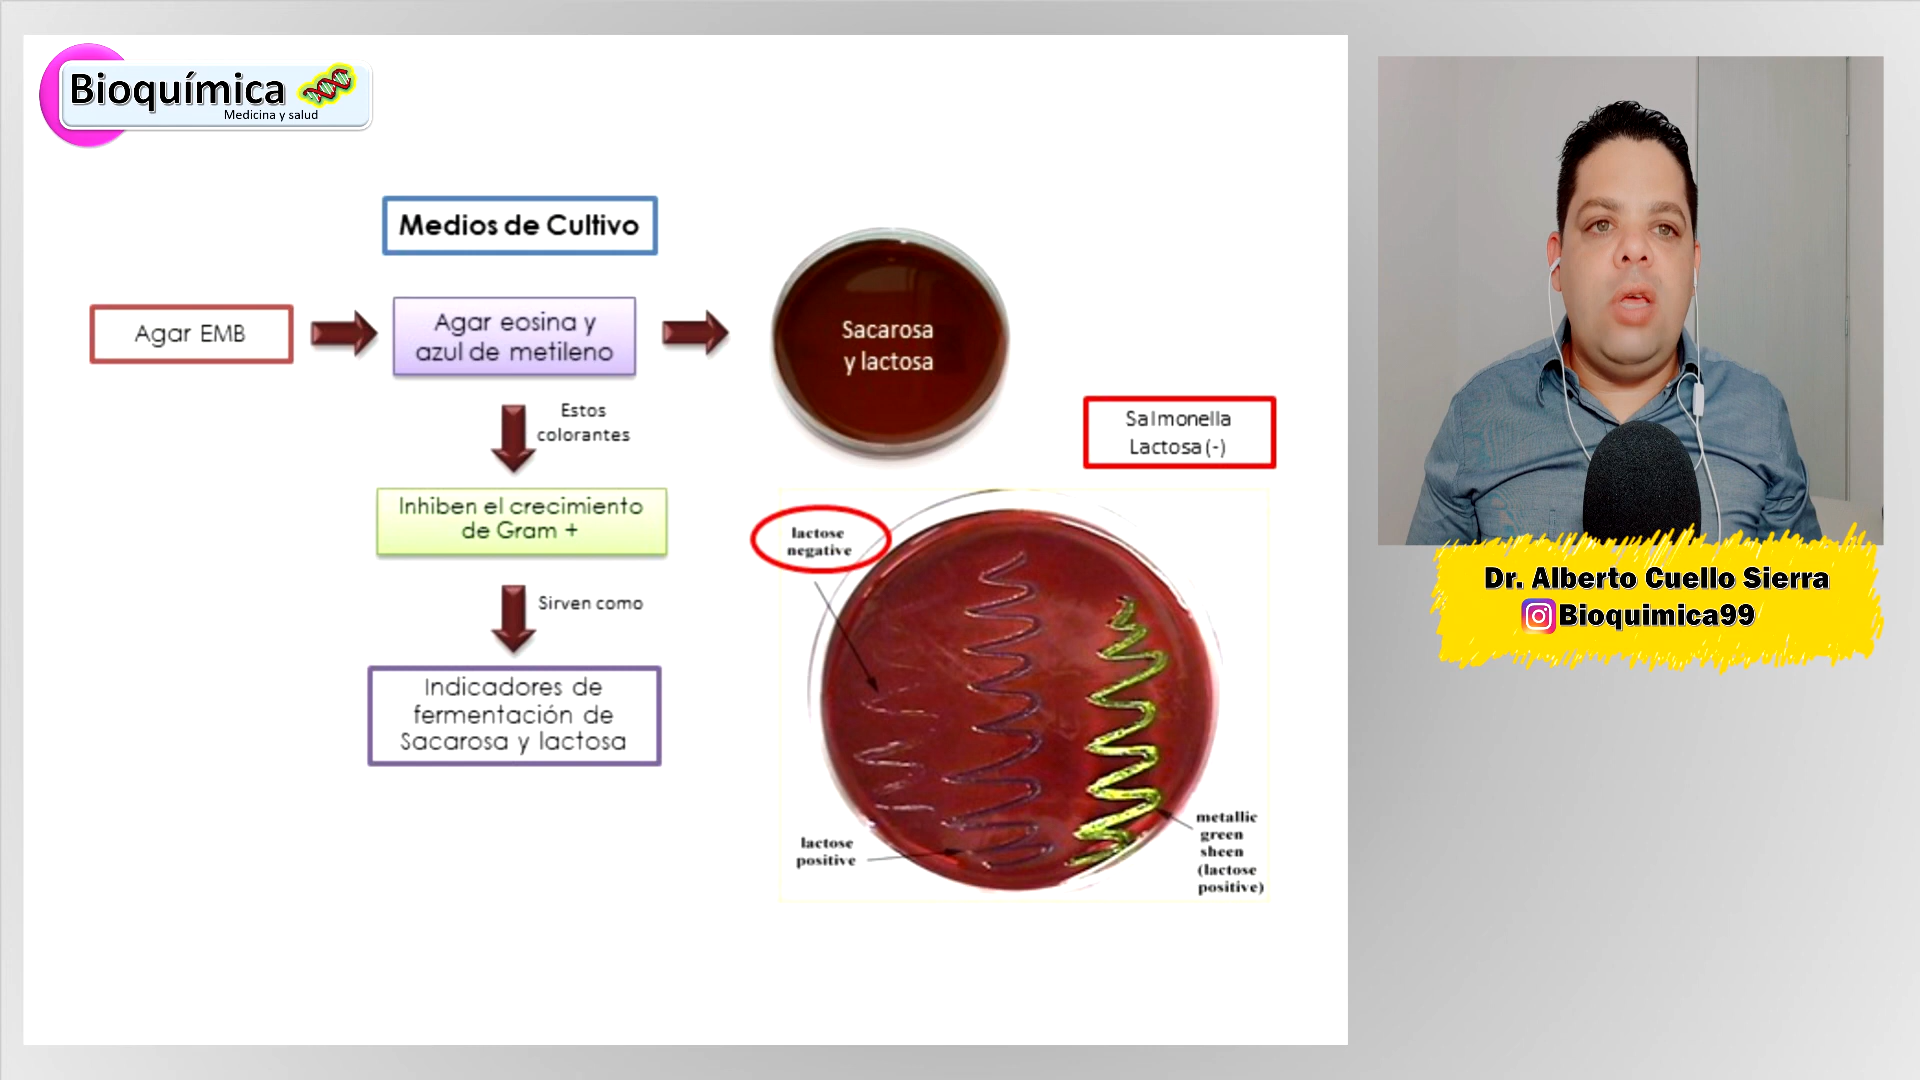 Bioquímica
Medicina y salud
Medios de Cultivo
Agar EMB
Agar eosina y
azul de metileno
Sacarosa
y lactosa
Estos
colorantes
Salmonella
Lactosa (-)
Inhiben el crecimiento
de Gram +
lactose
negative
Sirven como
Indicadores de
fermentación de
Sacarosa y lactosa
lactose
positive
metallic
green
sheen
(lactose
positive)
Dr. Alberto Cuello Sierra
Bioquimica99